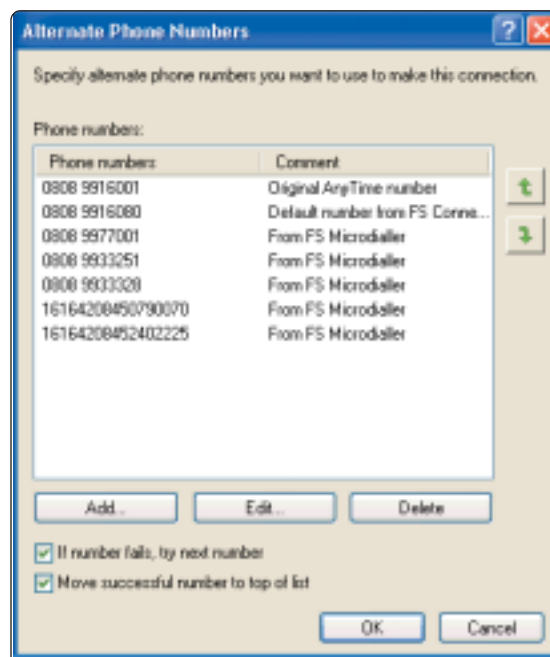 Alternate Phone Numbers
Specify alternate phone numbers you want to use to make this connection.
Phone numbers:
Phone numbers Comment
0808 9916001 Original AnyTime number
0808 9916080 Default number from FS Conne...
0808 9977001 From FS Microdialler
0808 9933251 From FS Microdialler
0808 9933328 From FS Microdialler
16164208450790070 From FS Microdialler
16164208452402225 From FS Microdialler
Add... Edit... Delete
If number fails, try next number
Move successful number to top of list
OK Cancel